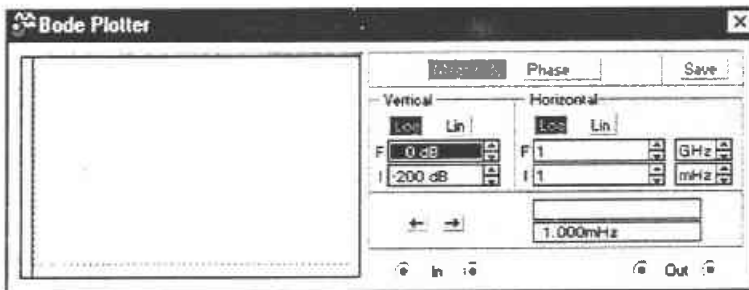 Bode Plotter
Magnitude Phase Save
Vertical Horizontal
Log Lin Log Lin
F 0 dB F 1 GHz
I -200 dB I 1 mHz
← →
1.000mHz
In Out